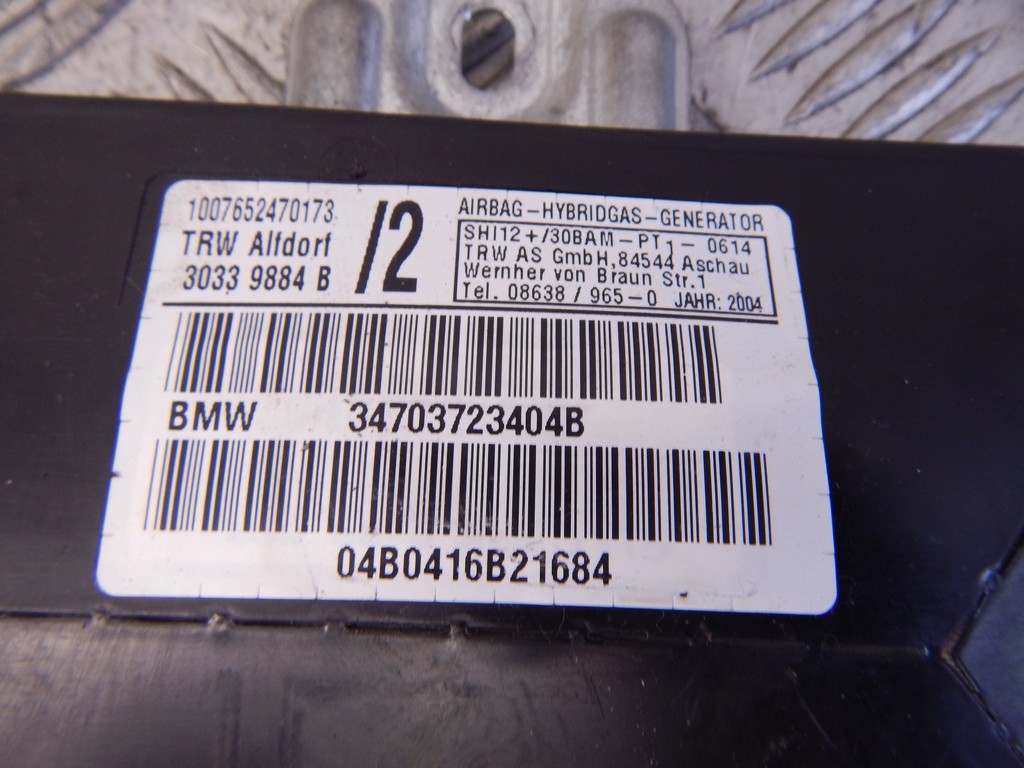 1007652470173
TRW Alfdorf
3033 9884 B
/2
AIRBAG-HYBRIDGAS-GENERATOR
SHI12+/30BAM-PT1-0614
TRW AS GmbH,84544 Aschau
Wernher von Braun Str.1
Tel. 08638 / 965-0 JAHR: 2004
BMW 34703723404B
04B0416B21684